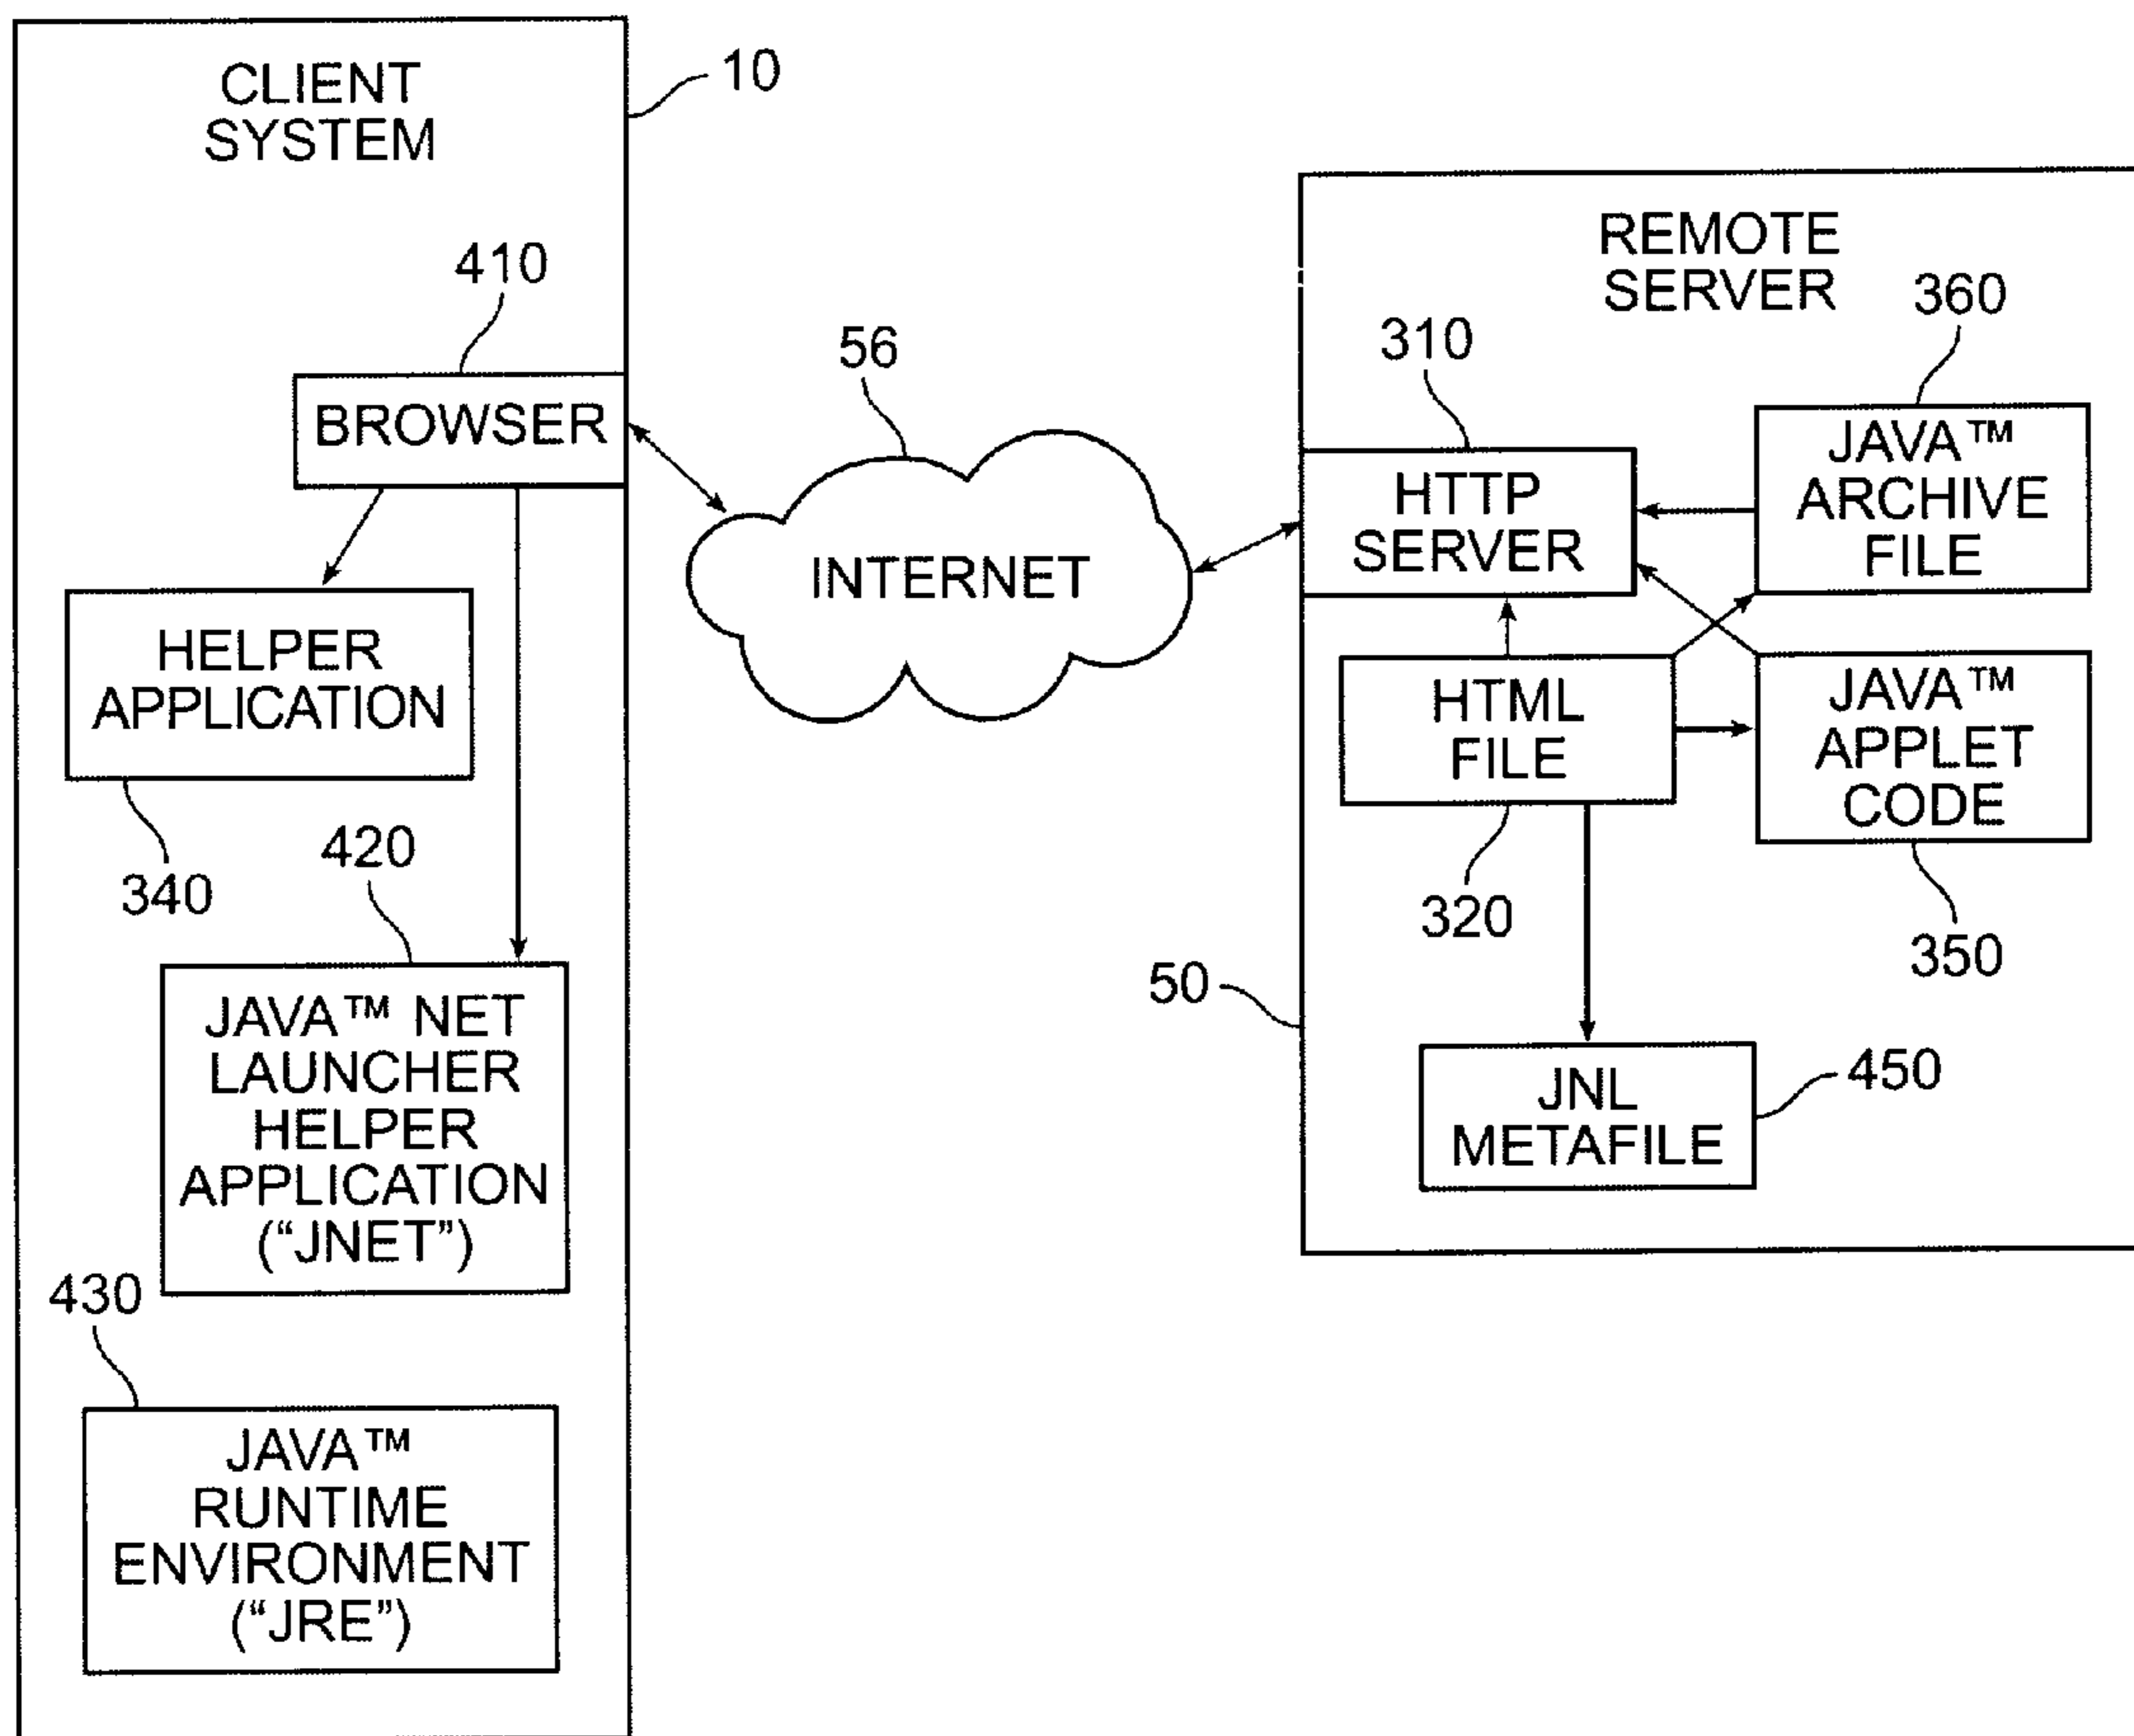 CLIENT
SYSTEM
10
410
BROWSER
HELPER
APPLICATION
340
420
JAVA™ NET
LAUNCHER
HELPER
APPLICATION
("JNET")
430
JAVA™
RUNTIME
ENVIRONMENT
("JRE")
56
INTERNET
REMOTE
SERVER
310
HTTP
SERVER
360
JAVA™
ARCHIVE
FILE
HTML
FILE
320
JAVA™
APPLET
CODE
350
50
JNL
METAFILE
450